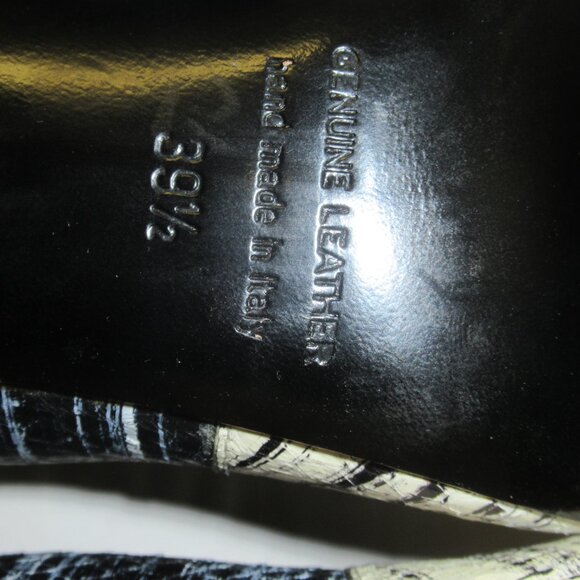 GENUINE LEATHER
hand made in Italy
39½